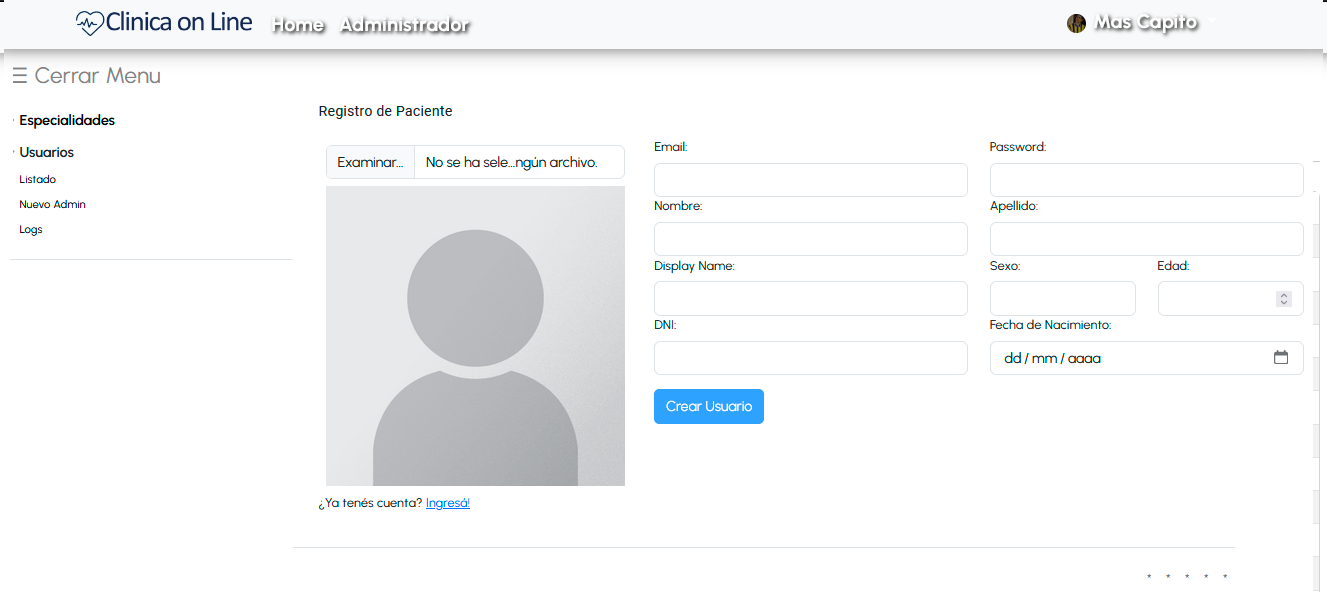 Clinica on Line Home Administrador Mas Capito
☰ Cerrar Menu
Especialidades
Usuarios
Listado
Nuevo Admin
Logs
Registro de Paciente
Examinar... No se ha sele...ngún archivo.
¿Ya tenés cuenta? Ingresá!
Email: Password:
Nombre: Apellido:
Display Name: Sexo: Edad:
DNI: Fecha de Nacimiento:
dd / mm / aaaa
Crear Usuario
* * * * *